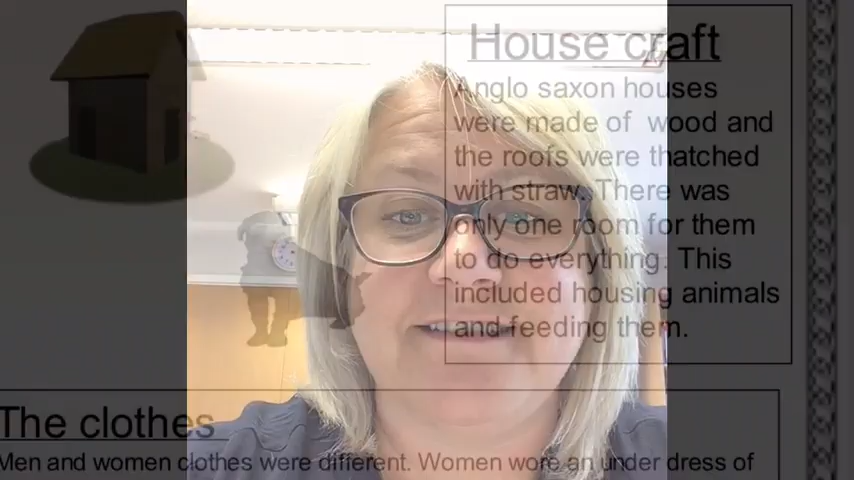 House craft
Anglo saxon houses
were made of wood and
the roofs were thatched
with straw. There was
only one room for them
to do everything. This
included housing animals
and feeding them.
The clothes
Men and women clothes were different. Women wore an under dress of